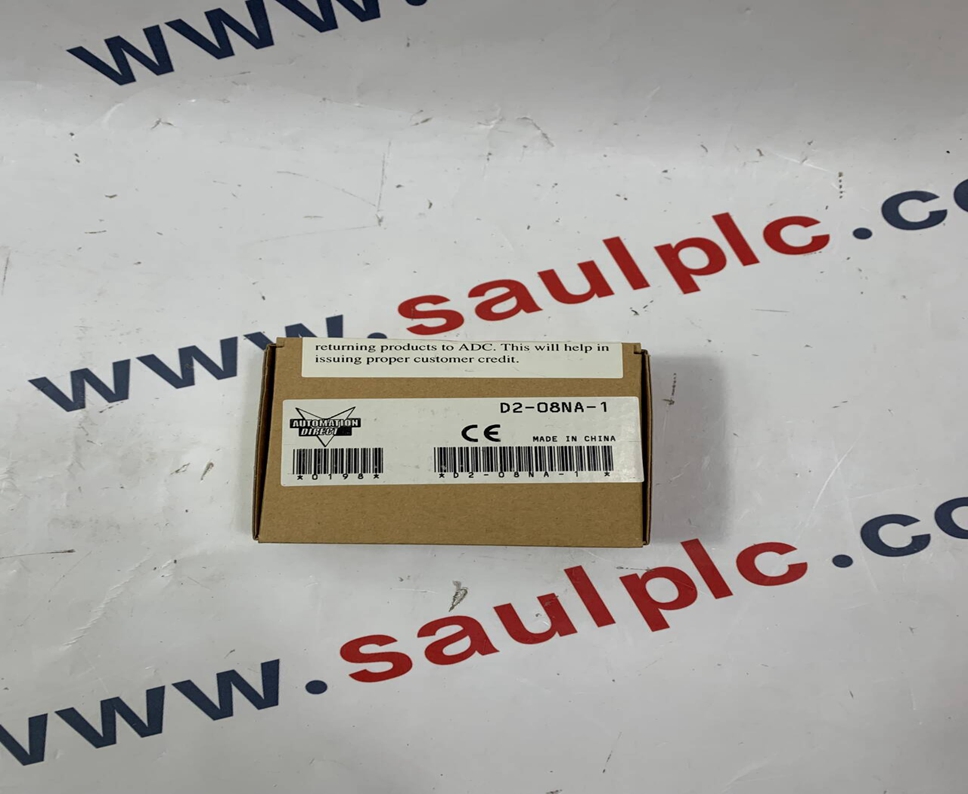 www.
www.saulplc.co
returning products to ADC. This will help in
issuing proper customer credit.
D2-08NA-1
AUTOMATION
DIRECT
CE
MADE IN CHINA
*0198*
*D2-08NA-1 *
www.saulplc.co